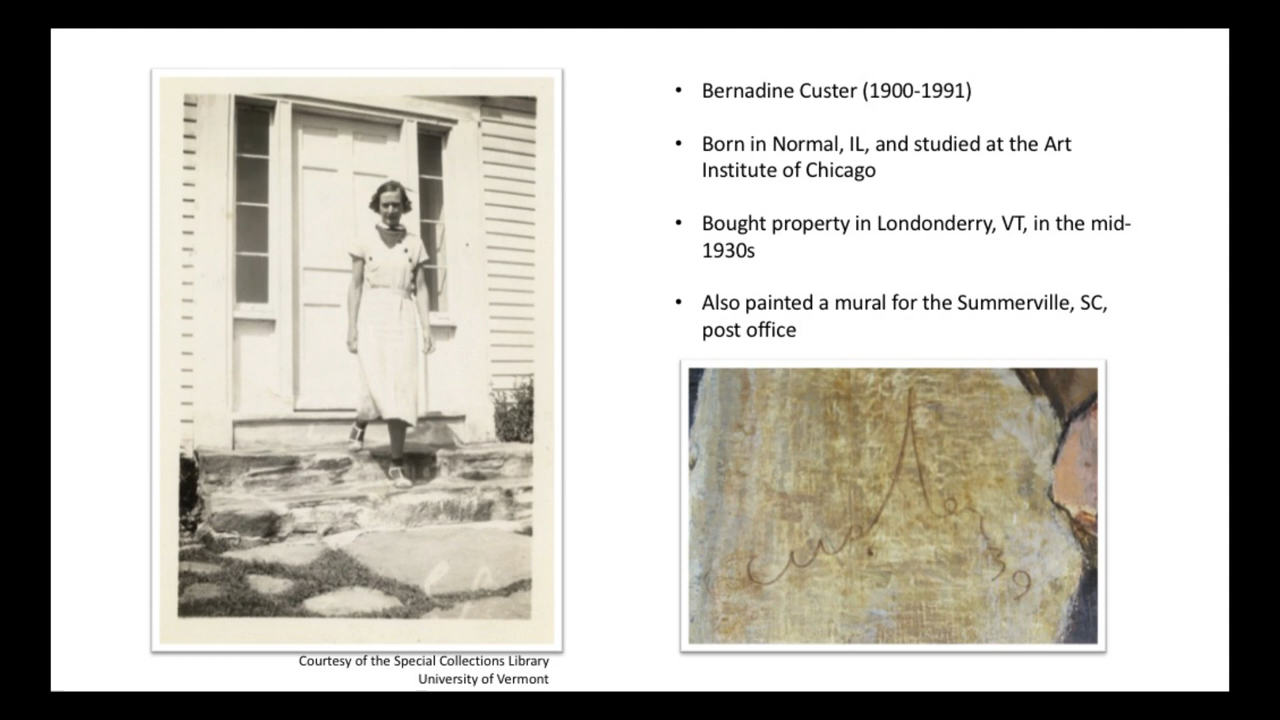 • Bernadine Custer (1900-1991)
• Born in Normal, IL, and studied at the Art
Institute of Chicago
• Bought property in Londonderry, VT, in the mid-
1930s
• Also painted a mural for the Summerville, SC,
post office
Custer
39
Courtesy of the Special Collections Library
University of Vermont